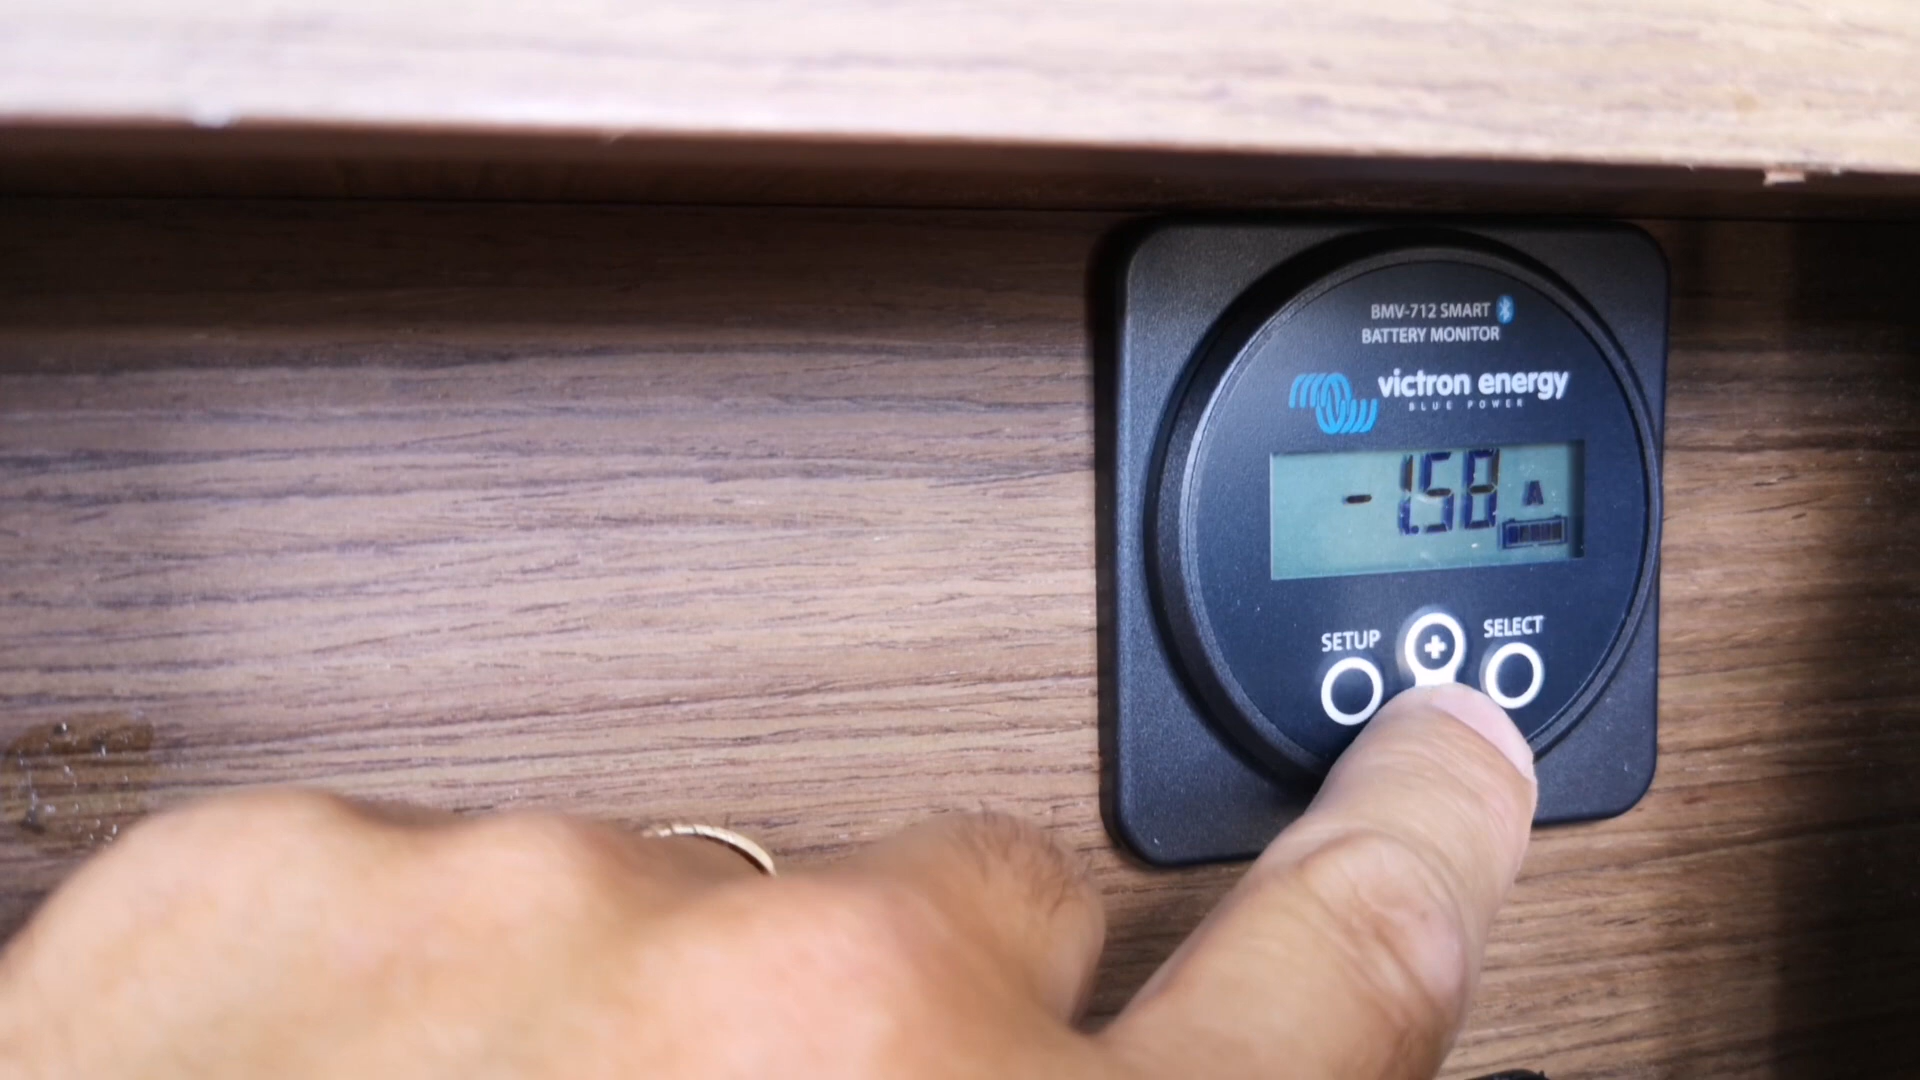 BMV-712 SMART
BATTERY MONITOR
victron energy
BLUE POWER
-1.58 A
SETUP + SELECT